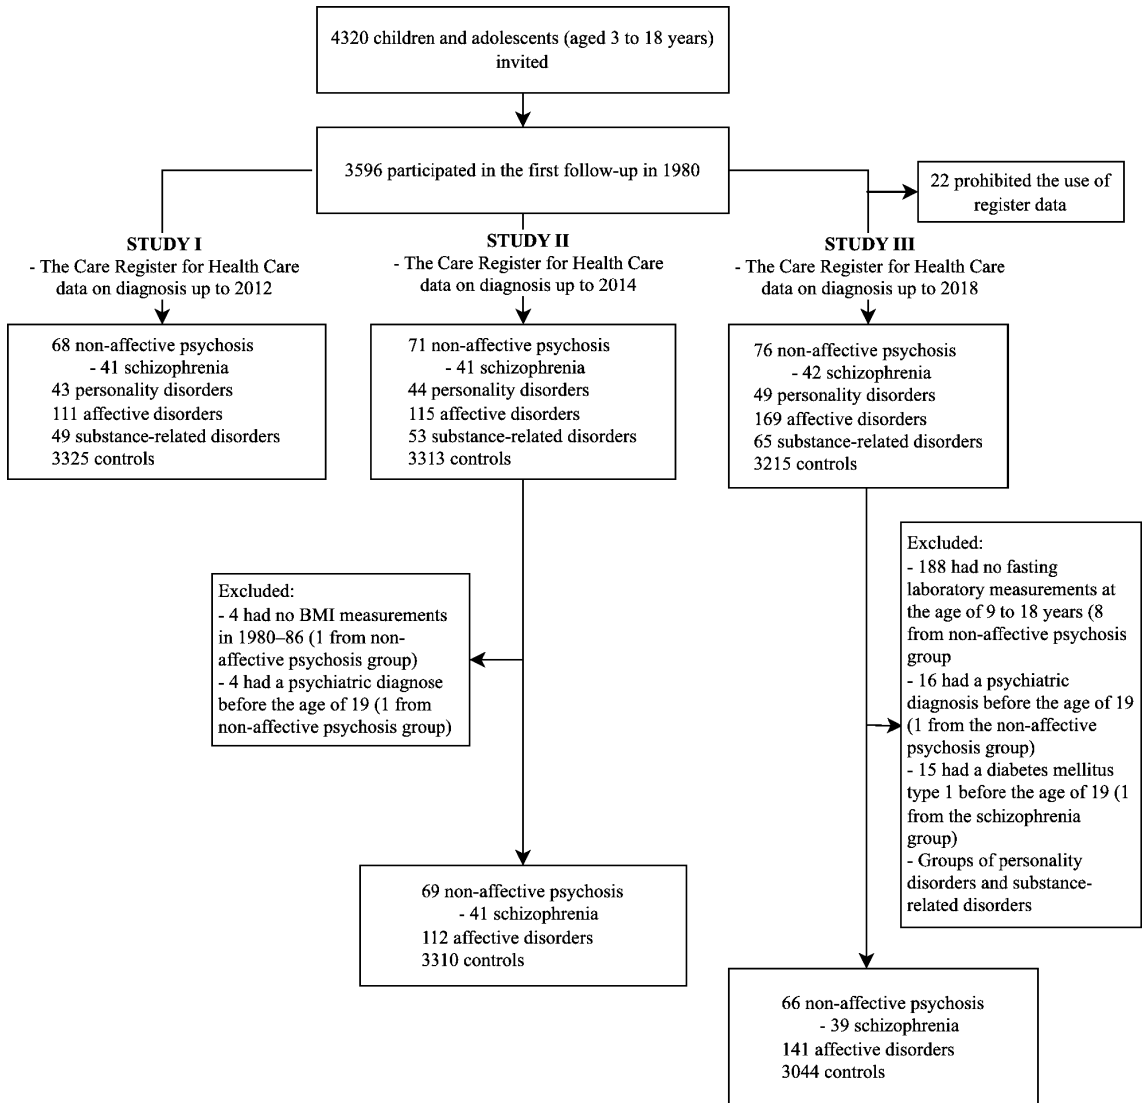 4320 children and adolescents (aged 3 to 18 years)
invited
3596 participated in the first follow-up in 1980
22 prohibited the use of
register data
STUDY I
- The Care Register for Health Care
data on diagnosis up to 2012
STUDY II
- The Care Register for Health Care
data on diagnosis up to 2014
STUDY III
- The Care Register for Health Care
data on diagnosis up to 2018
68 non-affective psychosis
- 41 schizophrenia
43 personality disorders
111 affective disorders
49 substance-related disorders
3325 controls
71 non-affective psychosis
- 41 schizophrenia
44 personality disorders
115 affective disorders
53 substance-related disorders
3313 controls
76 non-affective psychosis
- 42 schizophrenia
49 personality disorders
169 affective disorders
65 substance-related disorders
3215 controls
Excluded:
- 4 had no BMI measurements
in 1980–86 (1 from non-
affective psychosis group)
- 4 had a psychiatric diagnose
before the age of 19 (1 from
non-affective psychosis group)
Excluded:
- 188 had no fasting
laboratory measurements at
the age of 9 to 18 years (8
from non-affective psychosis
group
- 16 had a psychiatric
diagnosis before the age of 19
(1 from the non-affective
psychosis group)
- 15 had a diabetes mellitus
type 1 before the age of 19 (1
from the schizophrenia
group)
- Groups of personality
disorders and substance-
related disorders
69 non-affective psychosis
- 41 schizophrenia
112 affective disorders
3310 controls
66 non-affective psychosis
- 39 schizophrenia
141 affective disorders
3044 controls